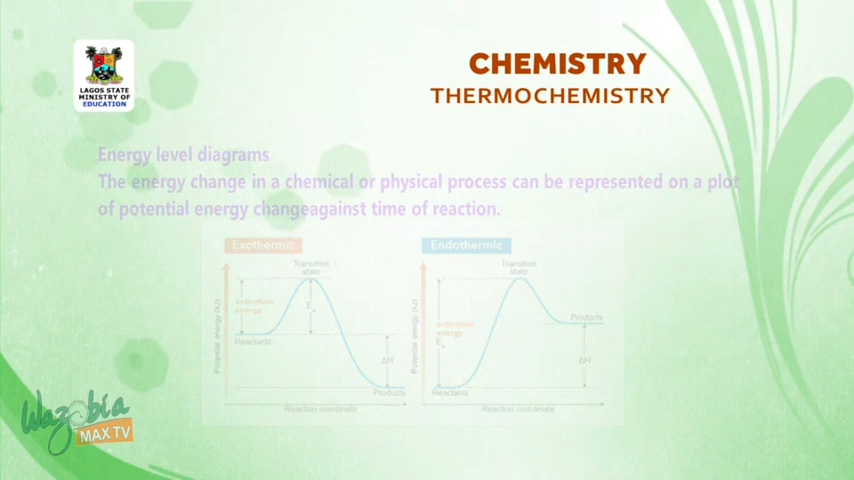 LAGOS STATE
MINISTRY OF
EDUCATION
CHEMISTRY
THERMOCHEMISTRY
Energy level diagrams
The energy change in a chemical or physical process can be represented on a plot
of potential energy changeagainst time of reaction.
Exothermic
Transition
state
activation
energy
E
a
Reactants
ΔH
Products
Potential energy (kJ)
Reaction coordinate
Endothermic
Transition
state
Products
activation
energy
E
a
ΔH
Reactants
Potential energy (kJ)
Reaction coordinate
Wazobia
MAX TV